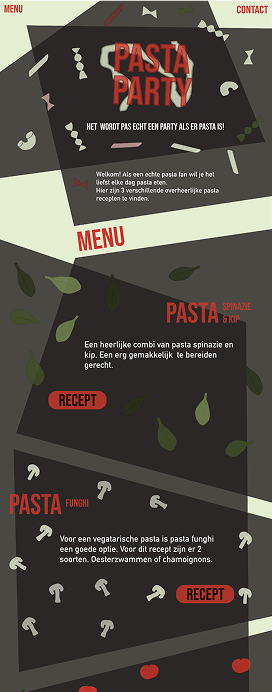 MENU
CONTACT
PASTA
PARTY
HET WORDT PAS ECHT EEN PARTY ALS ER PASTA IS!
Welkom! Als een echte pasta fan wil je het
liefst elke dag pasta eten.
Hier zijn 3 verschillende overheerlijke pasta
recepten te vinden.
MENU
PASTA SPINAZIE
& KIP
Een heerlijke combi van pasta spinazie en
kip. Een erg gemakkelijk te bereiden
gerecht.
RECEPT
PASTA FUNGHI
Voor een vegatarische pasta is pasta funghi
een goede optie. Voor dit recept zijn er 2
soorten. Oesterzwammen of chamoignons.
RECEPT